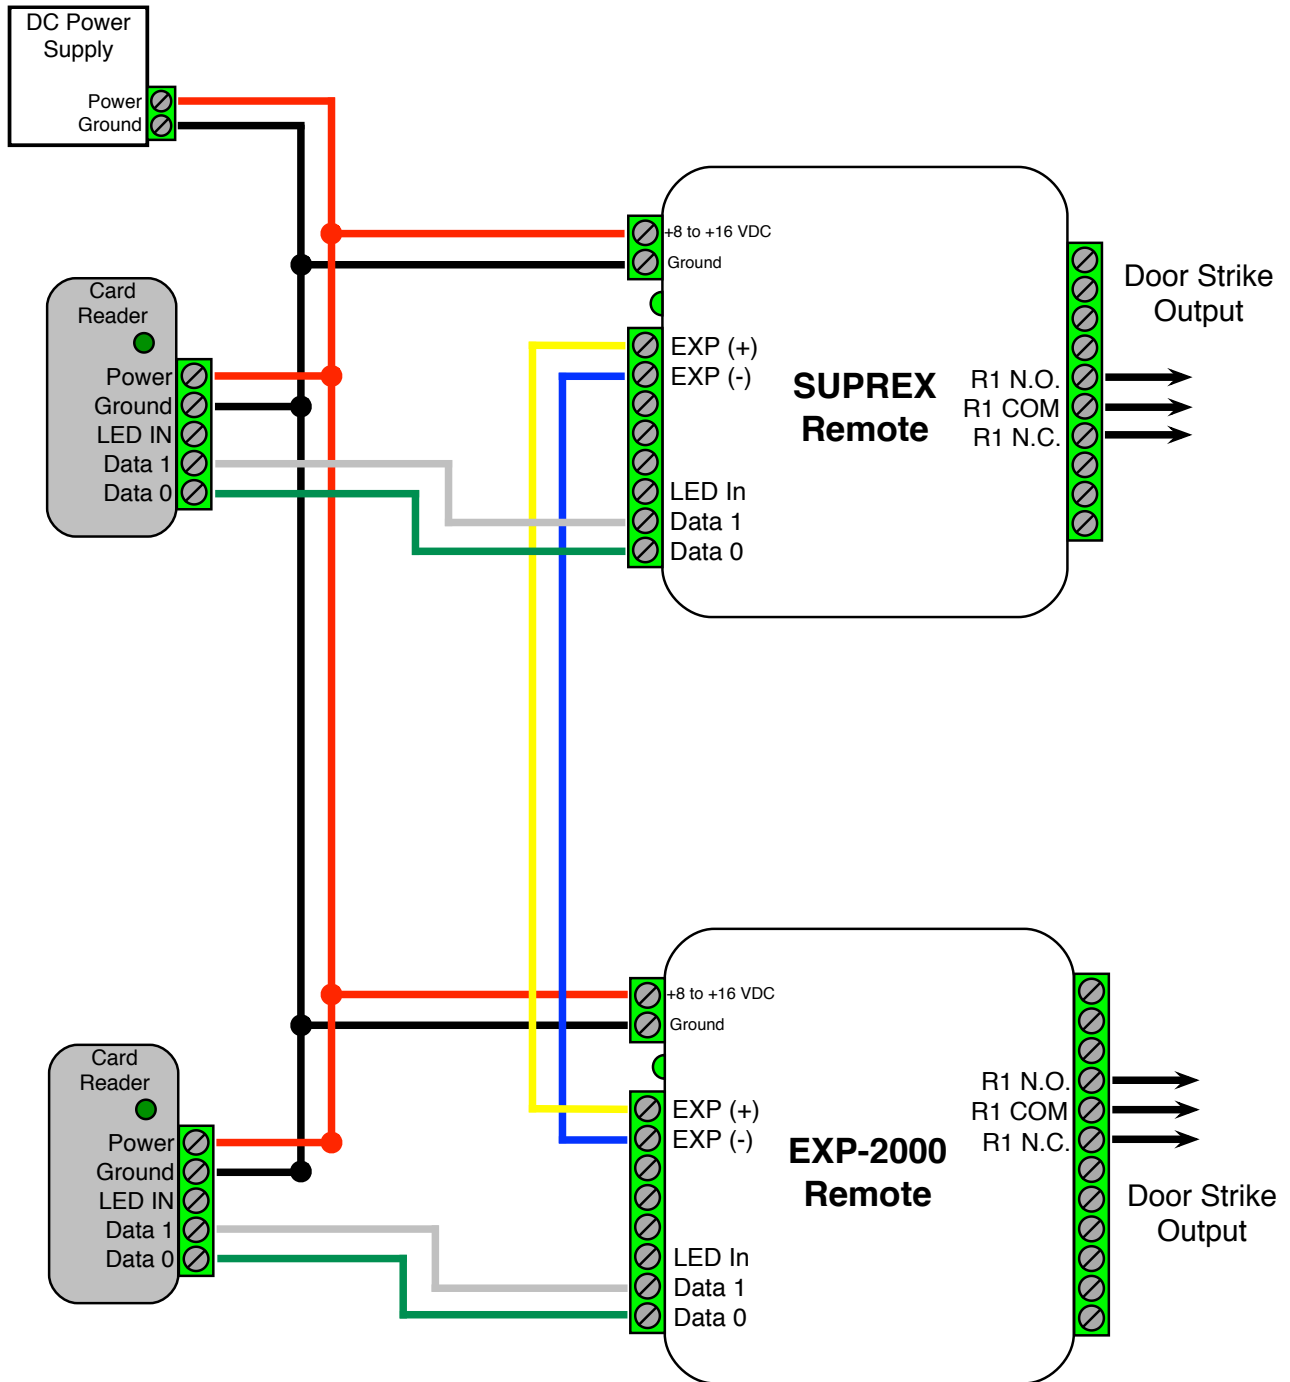 DC Power
Supply
Power
Ground
+8 to +16 VDC
Ground
Card
Reader
Power
Ground
LED IN
Data 1
Data 0
EXP (+)
EXP (-)
LED In
Data 1
Data 0
SUPREX
Remote
R1 N.O.
R1 COM
R1 N.C.
Door Strike
Output
+8 to +16 VDC
Ground
Card
Reader
Power
Ground
LED IN
Data 1
Data 0
EXP (+)
EXP (-)
LED In
Data 1
Data 0
EXP-2000
Remote
R1 N.O.
R1 COM
R1 N.C.
Door Strike
Output